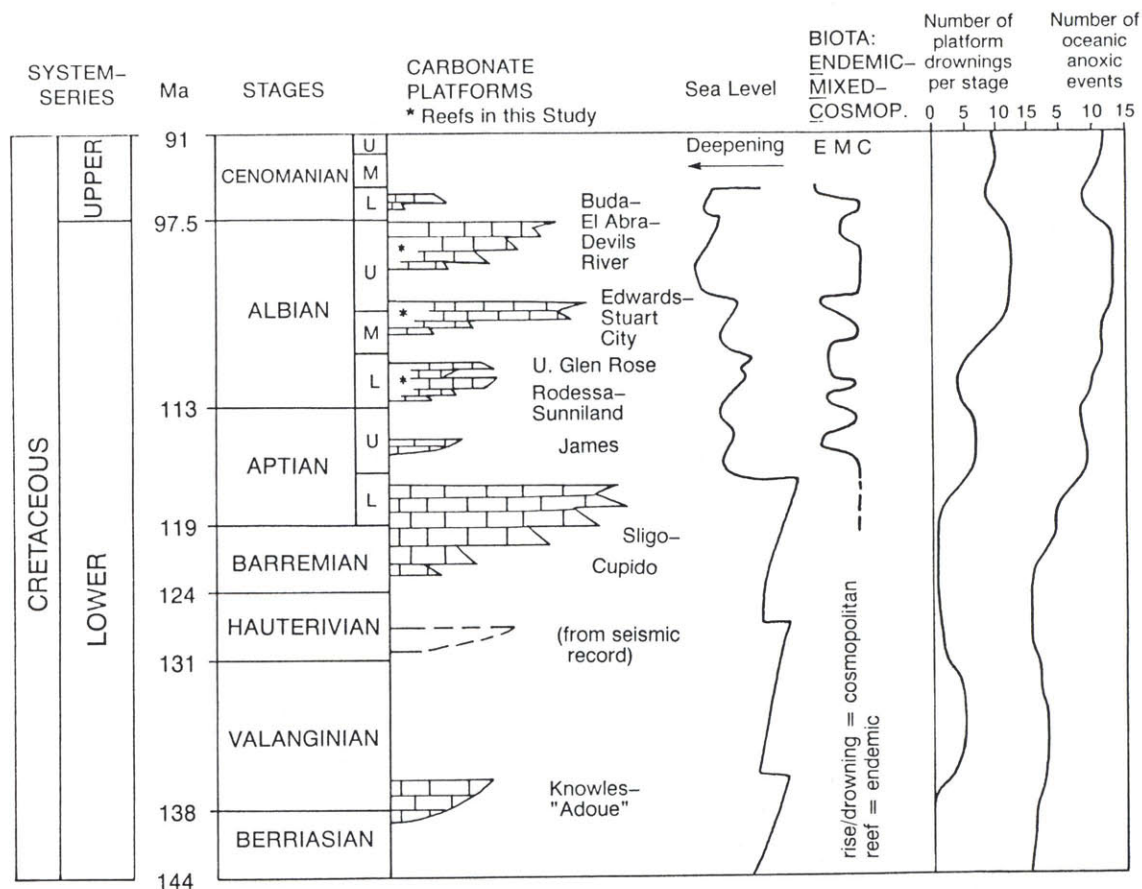 SYSTEM-
SERIES
Ma
STAGES
CARBONATE
PLATFORMS
* Reefs in this Study
Sea Level
BIOTA:
ENDEMIC-
MIXED-
COSMOP.
Number of
platform
drownings
per stage
Number of
oceanic
anoxic
events
0 5 10 15
5 10 15
Deepening
E M C
CRETACEOUS
UPPER
LOWER
91
97.5
113
119
124
131
138
144
CENOMANIAN
U
M
L
ALBIAN
U
M
L
APTIAN
U
L
BARREMIAN
HAUTERIVIAN
VALANGINIAN
BERRIASIAN
*
*
*
Buda-
El Abra-
Devils
River
Edwards-
Stuart
City
U. Glen Rose
Rodessa-
Sunniland
James
Sligo-
Cupido
(from seismic
record)
Knowles-
"Adoue"
rise/drowning = cosmopolitan
reef = endemic